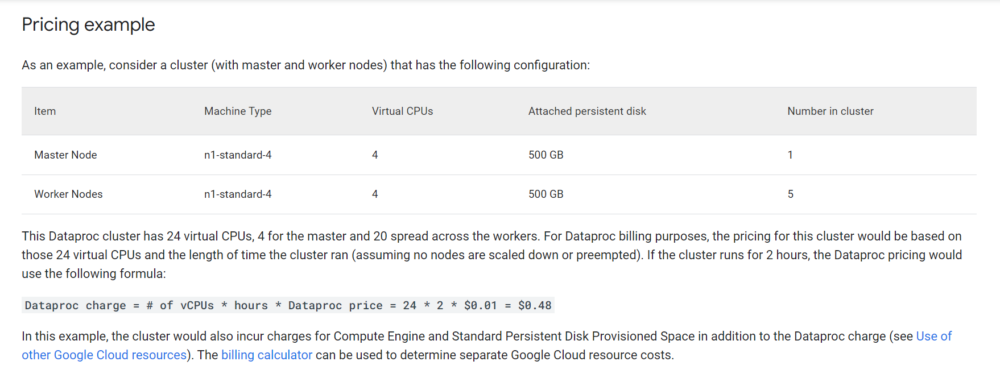 Pricing example
As an example, consider a cluster (with master and worker nodes) that has the following configuration:
Item Machine Type Virtual CPUs Attached persistent disk Number in cluster
Master Node n1-standard-4 4 500 GB 1
Worker Nodes n1-standard-4 4 500 GB 5
This Dataproc cluster has 24 virtual CPUs, 4 for the master and 20 spread across the workers. For Dataproc billing purposes, the pricing for this cluster would be based on
those 24 virtual CPUs and the length of time the cluster ran (assuming no nodes are scaled down or preempted). If the cluster runs for 2 hours, the Dataproc pricing would
use the following formula:
Dataproc charge = # of vCPUs * hours * Dataproc price = 24 * 2 * $0.01 = $0.48
In this example, the cluster would also incur charges for Compute Engine and Standard Persistent Disk Provisioned Space in addition to the Dataproc charge (see Use of
other Google Cloud resources). The billing calculator can be used to determine separate Google Cloud resource costs.